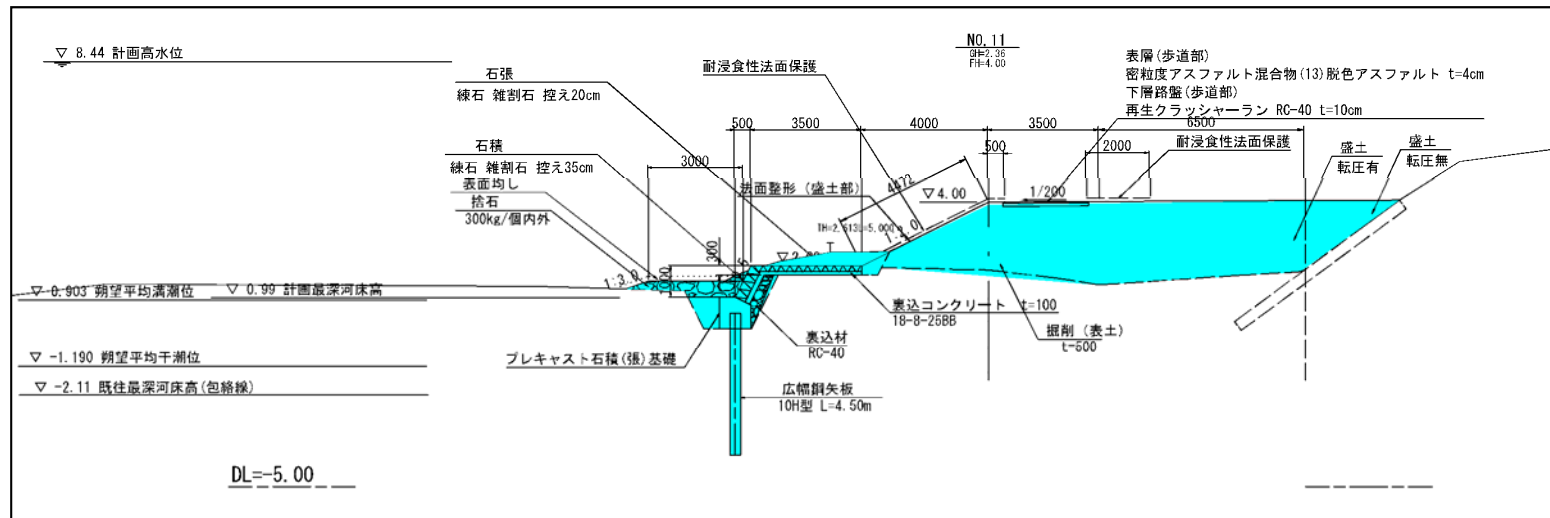 ▽ 8.44 計画高水位
NO.11
GH=2.36
FH=4.00
石張
練石 雑割石 控え20cm
耐浸食性法面保護
表層(歩道部)
密粒度アスファルト混合物(13)脱色アスファルト t=4cm
下層路盤(歩道部)
再生クラッシャーラン RC-40 t=10cm
500
3500
4000
3500
6500
石積
練石 雑割石 控え35cm
3000
500
2000
耐浸食性法面保護
盛土
転圧有
盛土
転圧無
表面均し
捨石
300kg/個内外
法面整形 (盛土部)
4472
▽4.00
1/200
1:2.0
300
1:3.0
▽ 0.903 朔望平均満潮位
▽ 0.99 計画最深河床高
裏込コンクリート t=100
18-8-25BB
掘削 (表土)
t=600
▽ -1.190 朔望平均干潮位
プレキャスト石積(張)基礎
裏込材
RC-40
▽ -2.11 既往最深河床高(包絡線)
広幅鋼矢板
10H型 L=4.50m
DL=-5.00